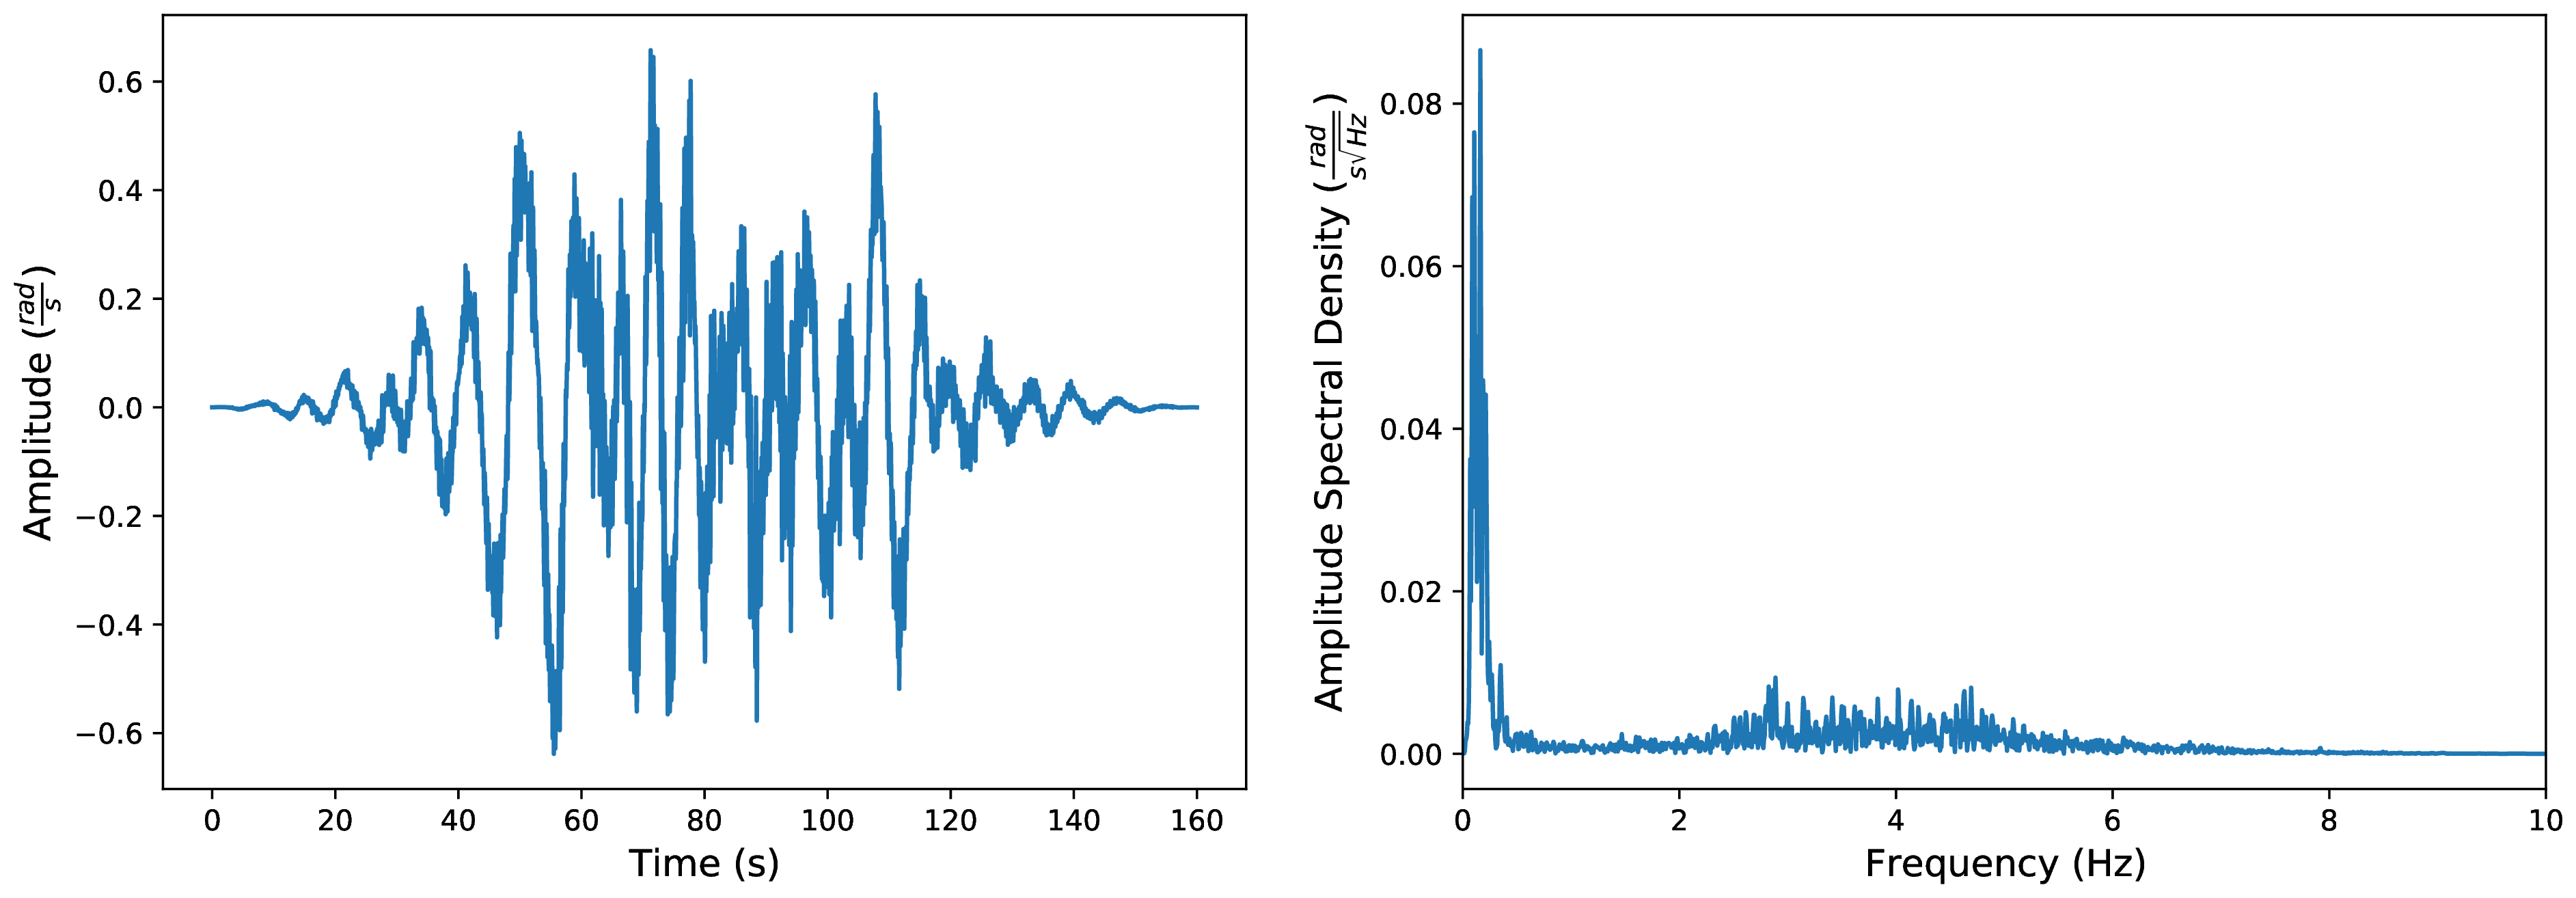 Amplitude (rad/s)
0.6
0.4
0.2
0.0
−0.2
−0.4
−0.6
0 20 40 60 80 100 120 140 160
Time (s)
Amplitude Spectral Density (rad/s√Hz)
0.08
0.06
0.04
0.02
0.00
0 2 4 6 8 10
Frequency (Hz)